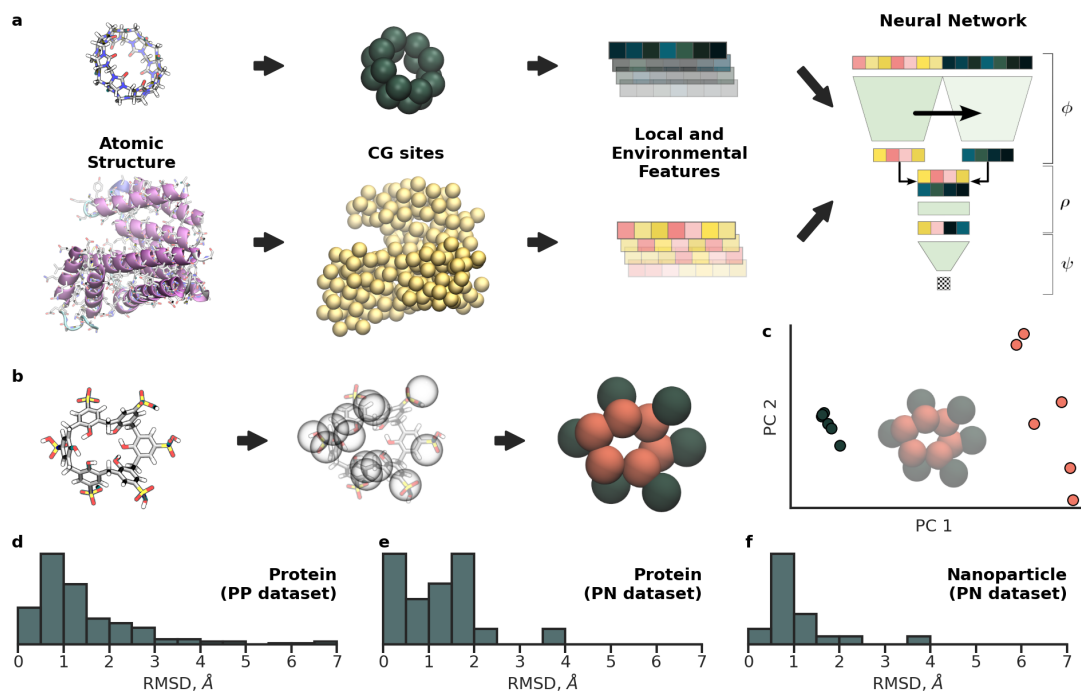 a
Neural Network
Atomic
Structure
CG sites
Local and
Environmental
Features
ϕ
ρ
ψ
b
c
PC 2
PC 1
d
Protein
(PP dataset)
0 1 2 3 4 5 6 7
RMSD, Å
e
Protein
(PN dataset)
0 1 2 3 4 5 6 7
RMSD, Å
f
Nanoparticle
(PN dataset)
0 1 2 3 4 5 6 7
RMSD, Å